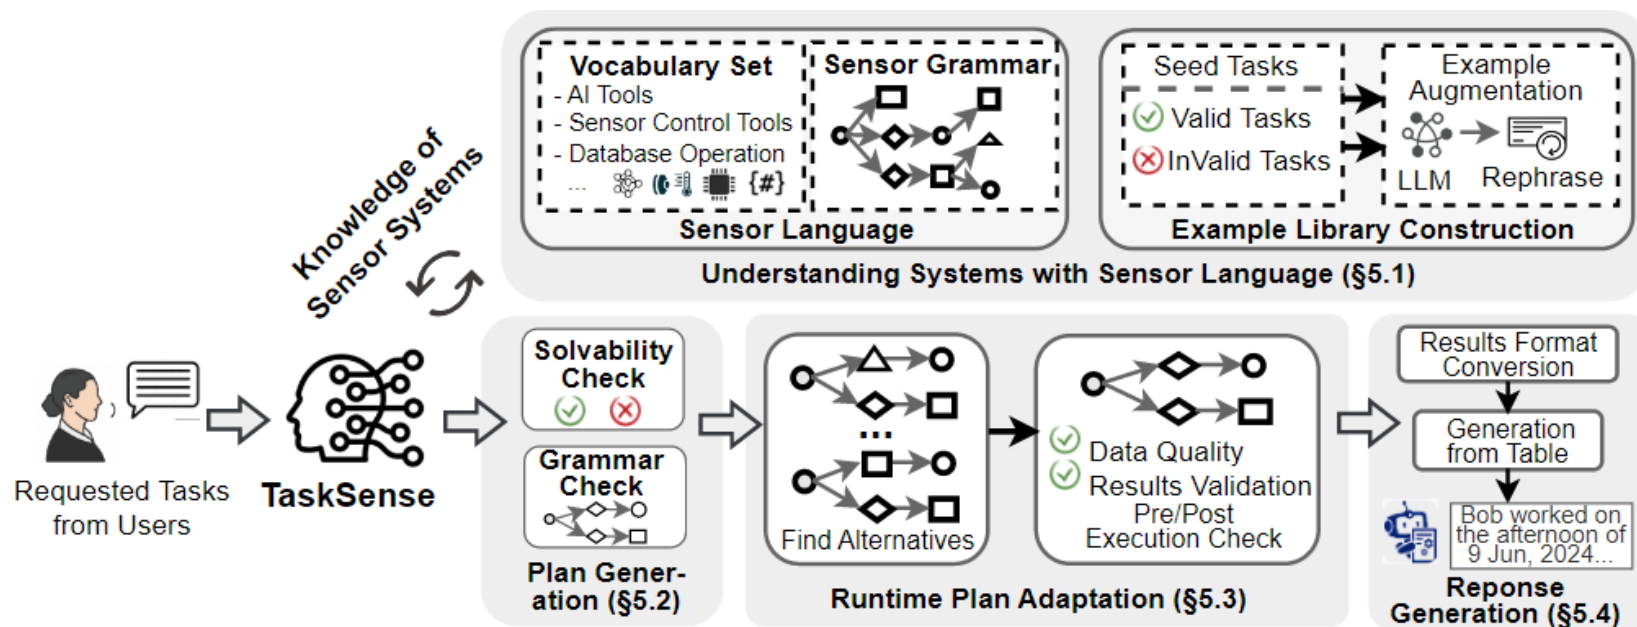 Vocabulary Set
- AI Tools
- Sensor Control Tools
- Database Operation
...
{#}
Sensor Grammar
Sensor Language
Seed Tasks
Valid Tasks
InValid Tasks
Example
Augmentation
LLM
Rephrase
Example Library Construction
Understanding Systems with Sensor Language (§5.1)
Knowledge of
Sensor Systems
Requested Tasks
from Users
TaskSense
Solvability
Check
Grammar
Check
Plan Gener-
ation (§5.2)
...
Find Alternatives
Data Quality
Results Validation
Pre/Post
Execution Check
Runtime Plan Adaptation (§5.3)
Results Format
Conversion
Generation
from Table
Bob worked on
the afternoon of
9 Jun, 2024...
Reponse
Generation (§5.4)